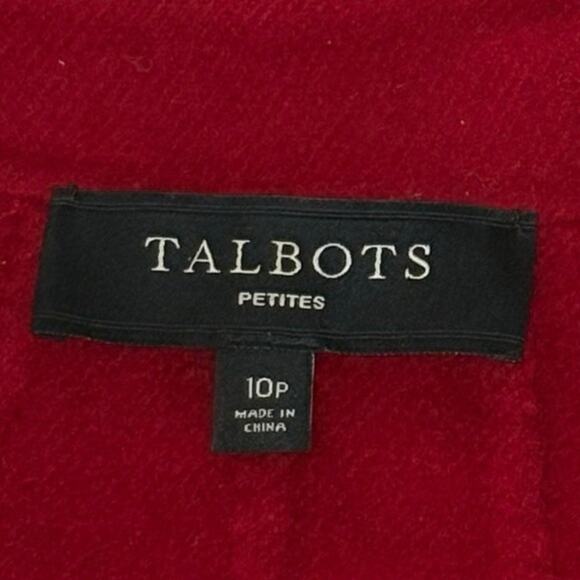 TALBOTS
PETITES
10P
MADE IN
CHINA